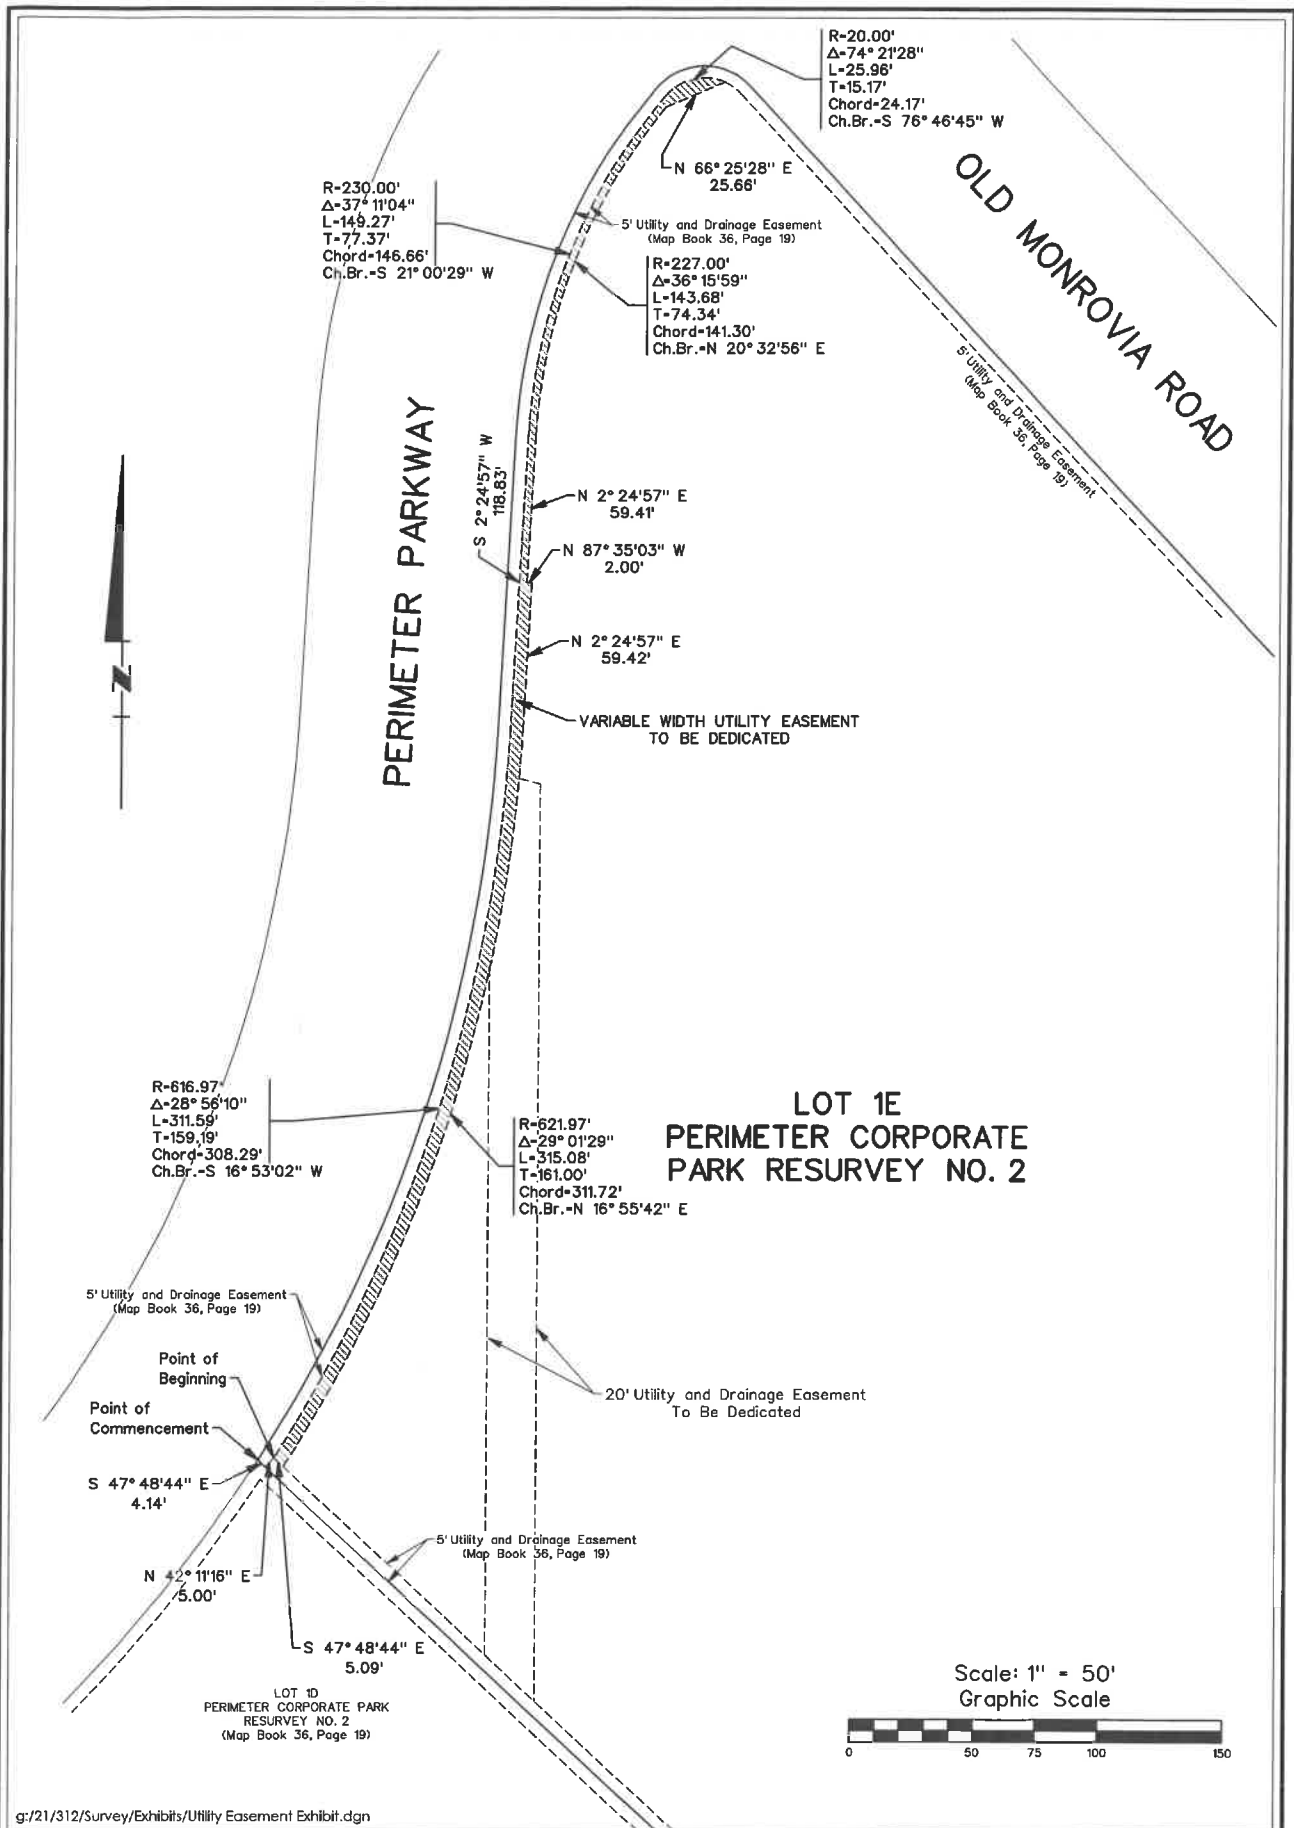 R=20.00'
Δ=74°21'28"
L=25.96'
T=15.17'
Chord=24.17'
Ch.Br.=S 76°46'45" W
N 66°25'28" E
25.66'
OLD MONROVIA ROAD
R=230.00'
Δ=37°11'04"
L=149.27'
T=77.37'
Chord=146.66'
Ch.Br.=S 21°00'29" W
5' Utility and Drainage Easement
(Map Book 36, Page 19)
R=227.00'
Δ=36°15'59"
L=143.68'
T=74.34'
Chord=141.30'
Ch.Br.=N 20°32'56" E
5' Utility and Drainage Easement
(Map Book 36, Page 19)
PERIMETER PARKWAY
S 2°24'57" W
118.83'
N 2°24'57" E
59.41'
N 87°35'03" W
2.00'
N 2°24'57" E
59.42'
N
VARIABLE WIDTH UTILITY EASEMENT
TO BE DEDICATED
R=616.97'
Δ=28°56'10"
L=311.59'
T=159.19'
Chord=308.29'
Ch.Br.=S 16°53'02" W
R=621.97'
Δ=29°01'29"
L=315.08'
T=161.00'
Chord=311.72'
Ch.Br.=N 16°55'42" E
LOT 1E
PERIMETER CORPORATE
PARK RESURVEY NO. 2
5' Utility and Drainage Easement
(Map Book 36, Page 19)
Point of
Beginning
Point of
Commencement
20' Utility and Drainage Easement
To Be Dedicated
S 47°48'44" E
4.14'
5' Utility and Drainage Easement
(Map Book 36, Page 19)
N 42°11'16" E
5.00'
S 47°48'44" E
5.09'
LOT 1D
PERIMETER CORPORATE PARK
RESURVEY NO. 2
(Map Book 36, Page 19)
Scale: 1" = 50'
Graphic Scale
0 50 75 100 150
g:/21/312/Survey/Exhibits/Utility Easement Exhibit.dgn